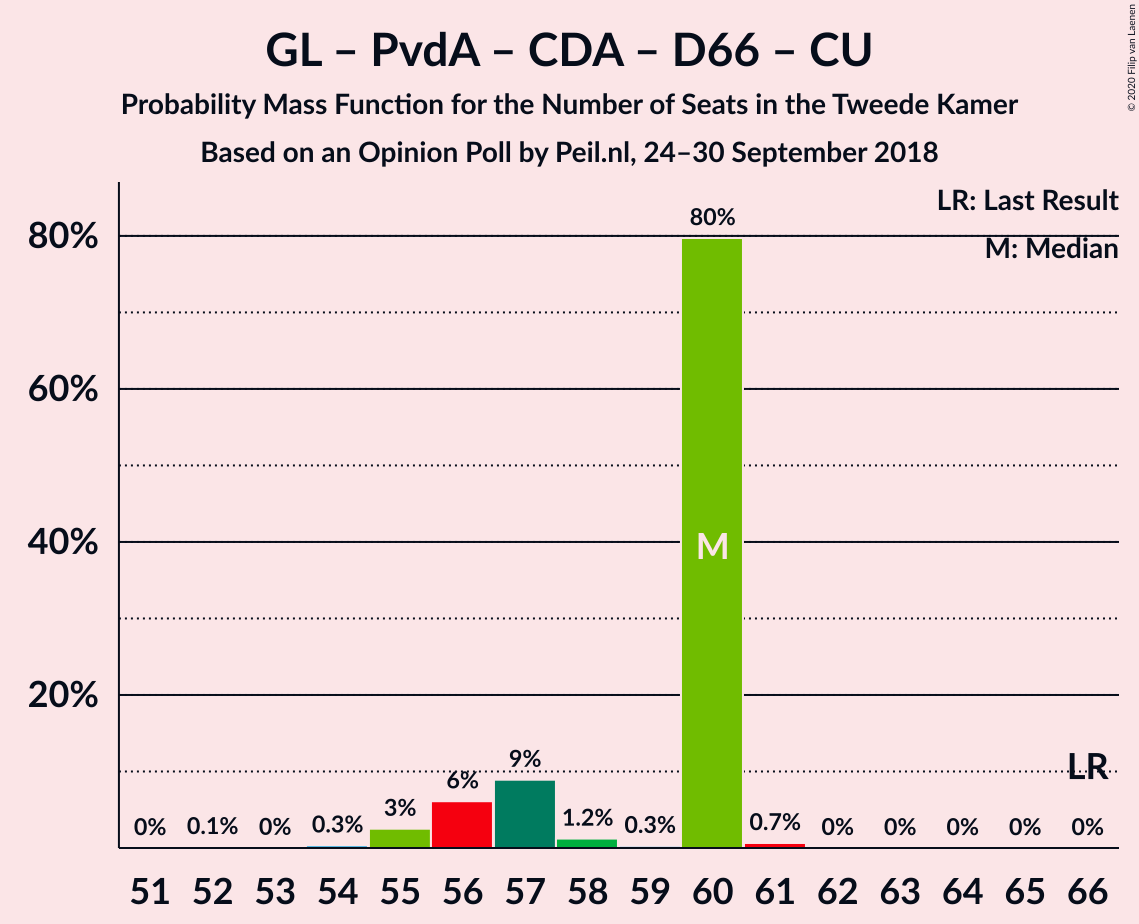 GL – PvdA – CDA – D66 – CU
Probability Mass Function for the Number of Seats in the Tweede Kamer
Based on an Opinion Poll by Peil.nl, 24–30 September 2018
© 2020 Filip van Laenen
LR: Last Result
M: Median
80%
60%
40%
20%
0% 0.1% 0% 0.3% 3% 6% 9% 1.2% 0.3% 80% 0.7% 0% 0% 0% 0% 0%
M
LR
51 52 53 54 55 56 57 58 59 60 61 62 63 64 65 66